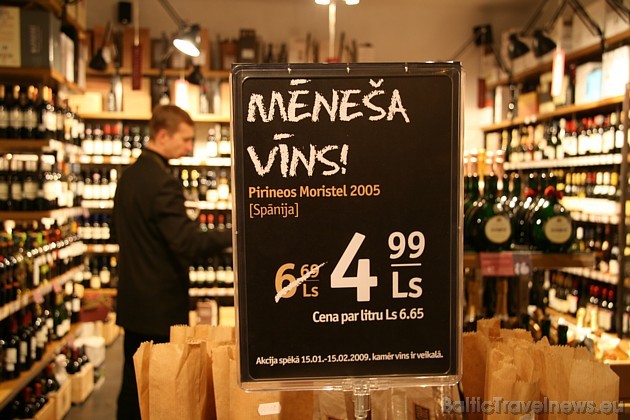 MĒNEŠA
VĪNS!
Pirineos Moristel 2005
[Spānija]
6 69 Ls
4 99 Ls
Cena par litru Ls 6.65
Akcija spēkā 15.01.-15.02.2009. kamēr vīns ir veikalā.
BalticTravelnews.eu